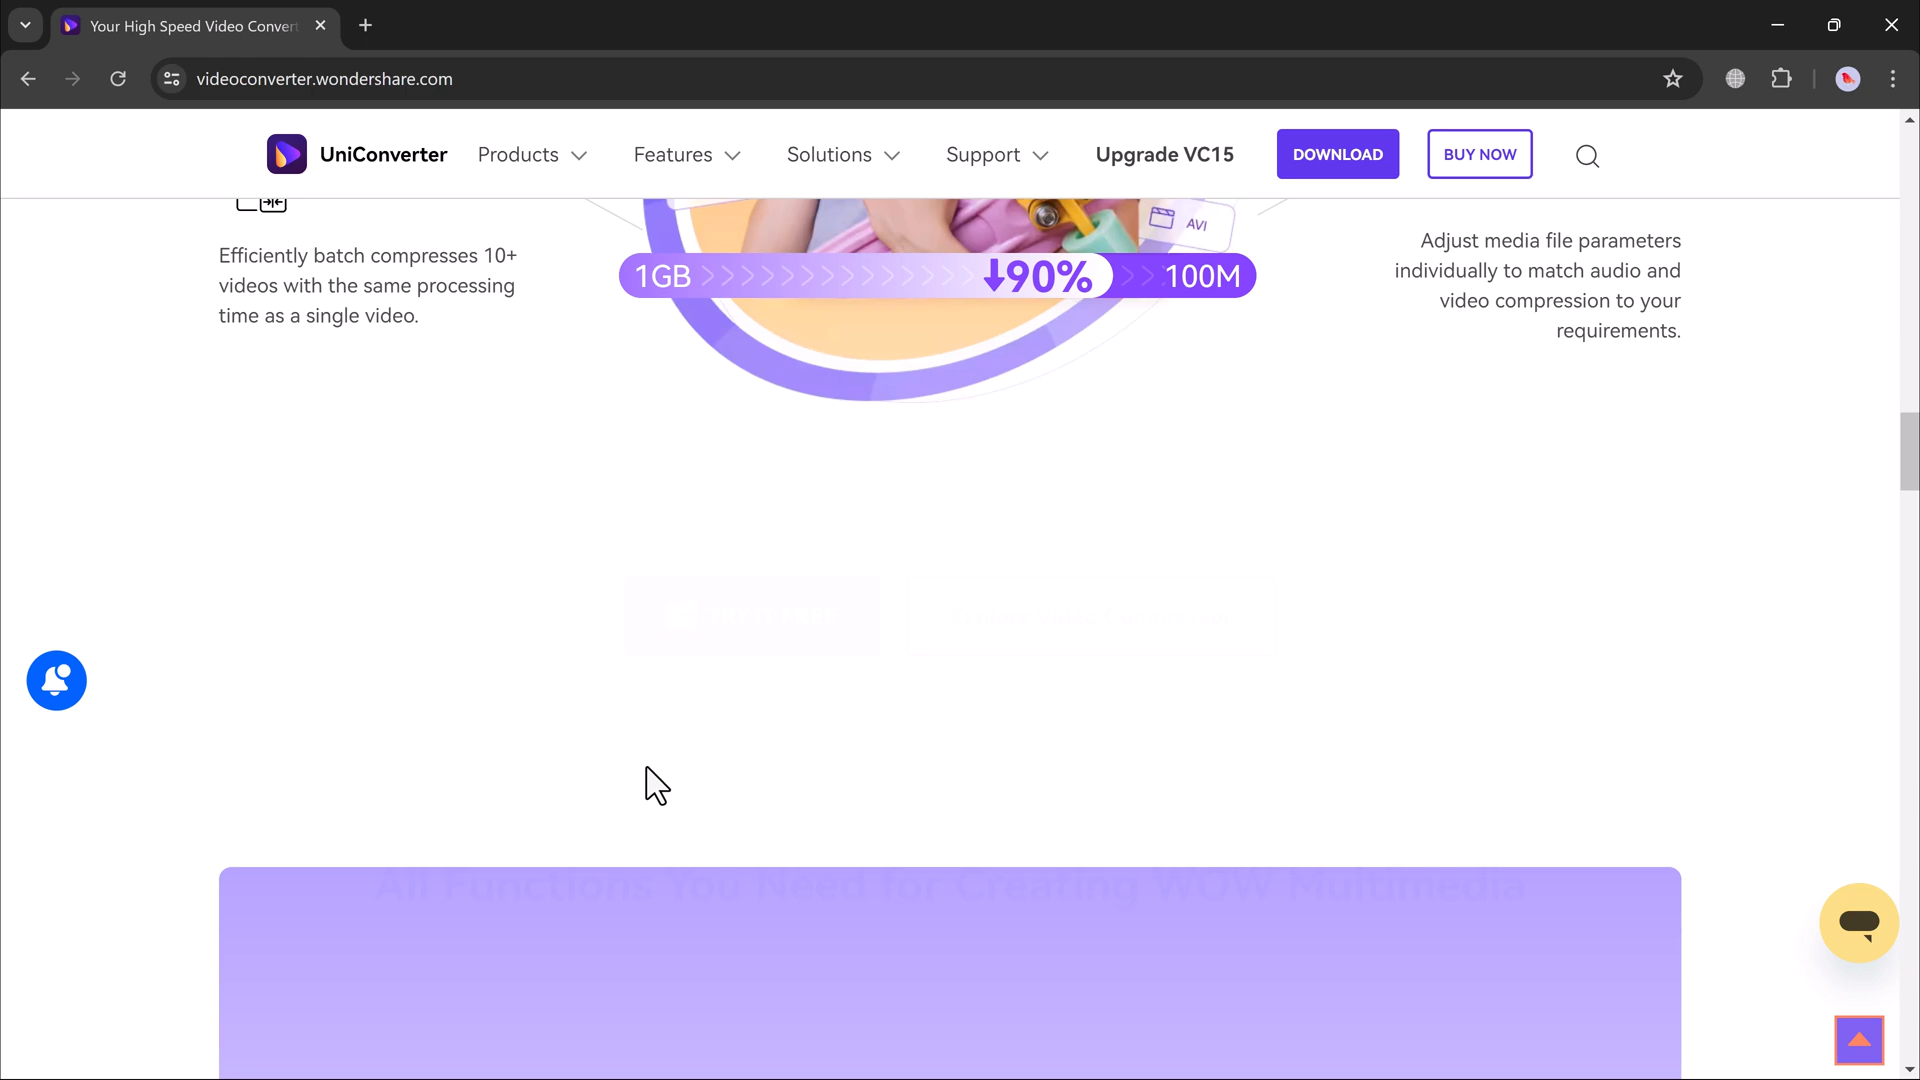 Your High Speed Video Convert
videoconverter.wondershare.com
UniConverter Products Features Solutions Support Upgrade VC15 DOWNLOAD BUY NOW
AVI
1GB 90% 100M
Efficiently batch compresses 10+
videos with the same processing
time as a single video.
Adjust media file parameters
individually to match audio and
video compression to your
requirements.
All Functions You Need for Creating WOW Multimedia